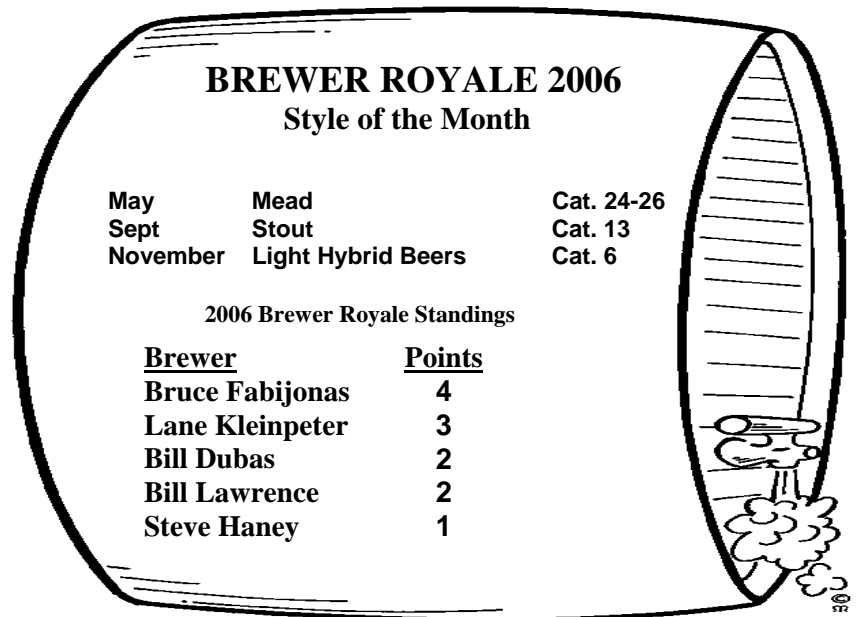 BREWER ROYALE 2006
Style of the Month
May Mead Cat. 24-26
Sept Stout Cat. 13
November Light Hybrid Beers Cat. 6
2006 Brewer Royale Standings
Brewer Points
Bruce Fabijonas 4
Lane Kleinpeter 3
Bill Dubas 2
Bill Lawrence 2
Steve Haney 1
©